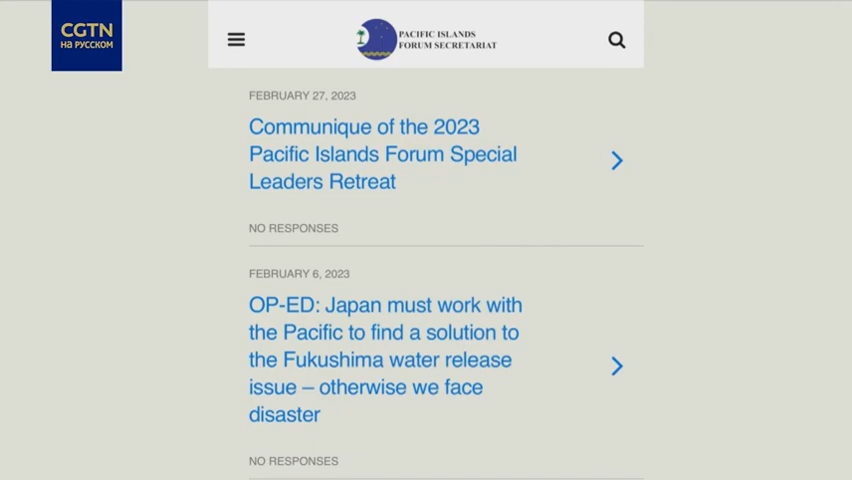 CGTN
на русском
PACIFIC ISLANDS
FORUM SECRETARIAT
FEBRUARY 27, 2023
Communique of the 2023
Pacific Islands Forum Special
Leaders Retreat
NO RESPONSES
FEBRUARY 6, 2023
OP-ED: Japan must work with
the Pacific to find a solution to
the Fukushima water release
issue – otherwise we face
disaster
NO RESPONSES